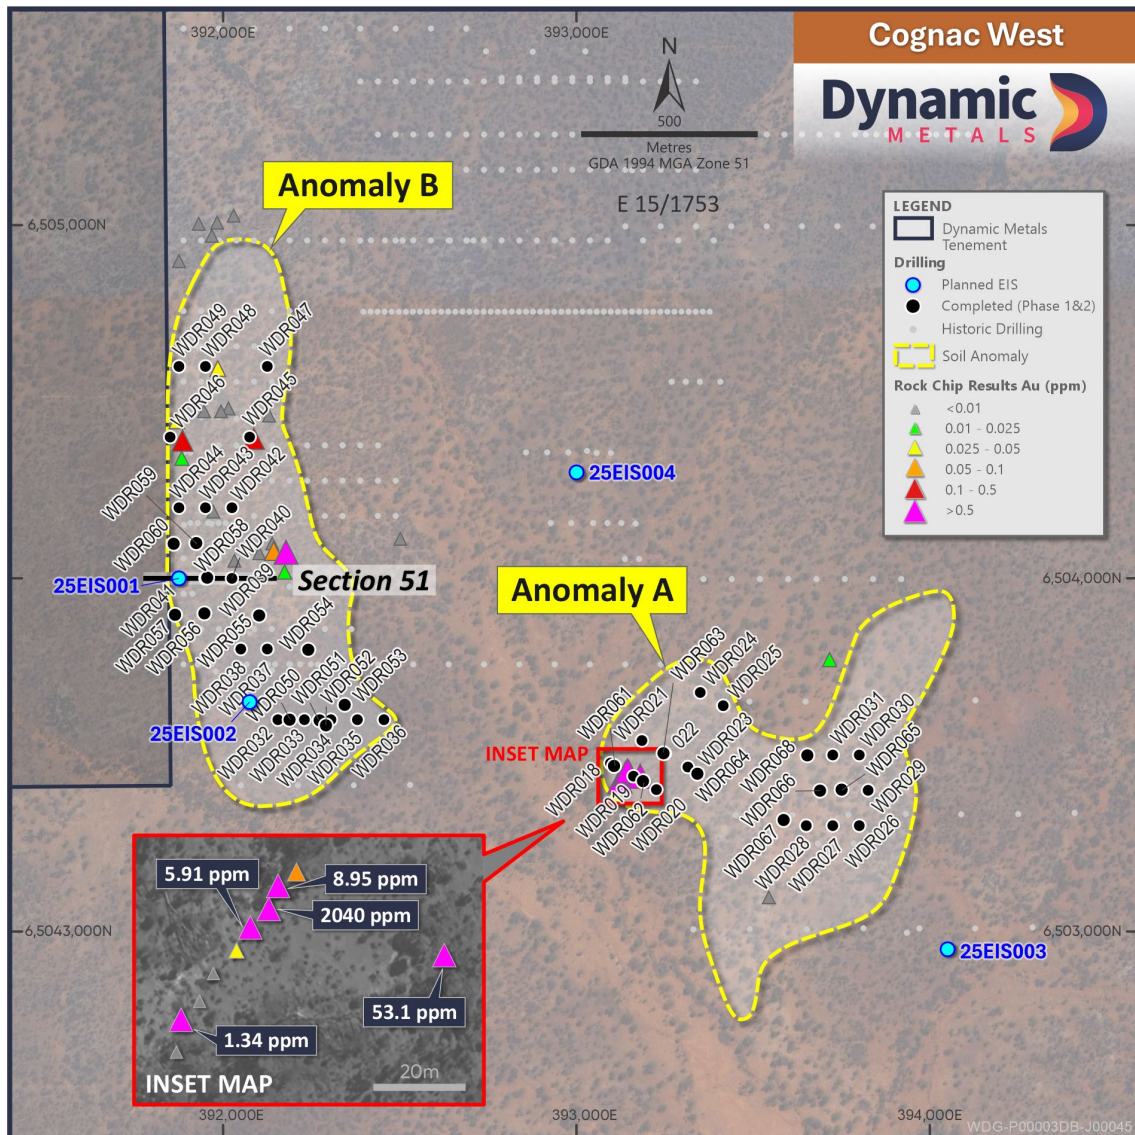 392,000E
393,000E
Cognac West
Dynamic
METALS
N
500
Metres
GDA 1994 MGA Zone 51
E 15/1753
Anomaly B
6,505,000N
LEGEND
Dynamic Metals
Tenement
Drilling
Planned EIS
Completed (Phase 1&2)
Historic Drilling
Soil Anomaly
Rock Chip Results Au (ppm)
<0.01
0.01 - 0.025
0.025 - 0.05
0.05 - 0.1
0.1 - 0.5
>0.5
WDR049
WDR048
WDR047
WDR046
WDR045
WDR059
WDR044
WDR043
WDR042
WDR060
WDR058
WDR040
25EIS004
25EIS001
Section 51
6,504,000N
WDR041
WDR039
WDR057
WDR056
WDR055
WDR054
Anomaly A
WDR038
WDR037
WDR050
WDR051
WDR052
WDR053
25EIS002
WDR032
WDR033
WDR034
WDR035
WDR036
WDR063
WDR024
WDR025
WDR061
WDR021
022
WDR023
WDR064
INSET MAP
WDR018
WDR019
WDR062
WDR020
WDR031
WDR030
WDR068
WDR065
WDR066
WDR029
WDR067
WDR028
WDR027
WDR026
5.91 ppm
8.95 ppm
2040 ppm
53.1 ppm
1.34 ppm
20m
INSET MAP
6,5043,000N
6,503,000N
25EIS003
392,000E
393,000E
394,000E
WDG-P00003DB-J00045